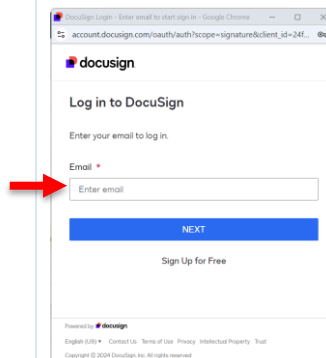 DocuSign Login - Enter email to start sign in - Google Chrome
account.docusign.com/oauth/auth?scope=signature&client_id=24f...
docusign
Log in to DocuSign
Enter your email to log in.
Email *
Enter email
NEXT
Sign Up for Free
Powered by docusign
English (US) Contact Us Terms of Use Privacy Intellectual Property Trust
Copyright © 2024 DocuSign, Inc. All rights reserved